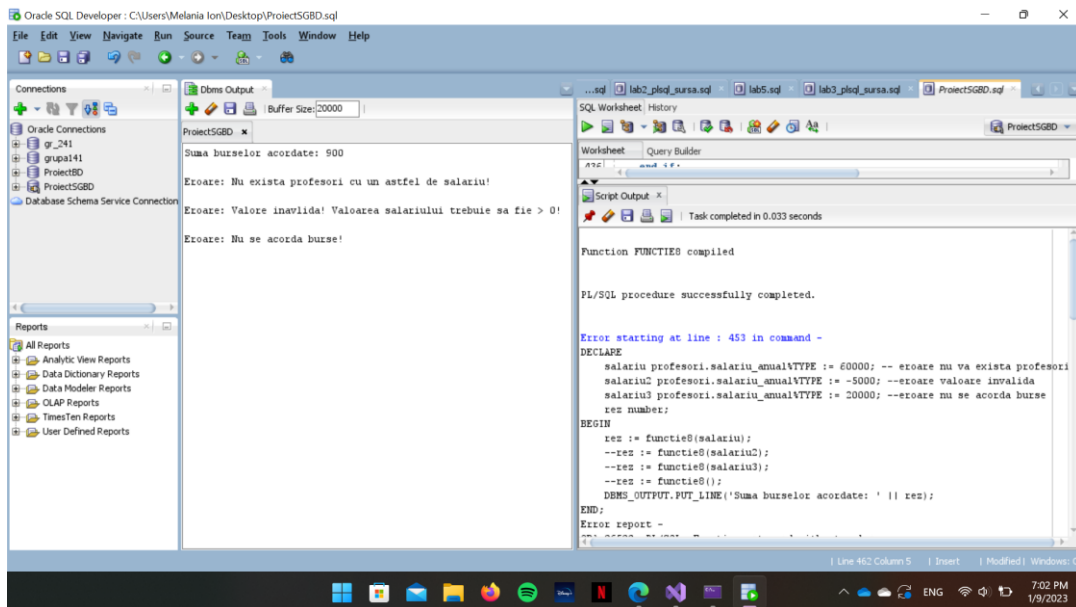 Oracle SQL Developer : C:\Users\Melania Ion\Desktop\ProiectSGBD.sql
File Edit View Navigate Run Source Team Tools Window Help
Connections
Oracle Connections
gr_241
grupa141
ProiectBD
ProiectSGBD
Database Schema Service Connection
Reports
All Reports
Analytic View Reports
Data Dictionary Reports
Data Modeler Reports
OLAP Reports
TimesTen Reports
User Defined Reports
Dbms Output
Buffer Size: 20000
ProiectSGBD
Suma burselor acordate: 900
Eroare: Nu exista profesori cu un astfel de salariu!
Eroare: Valore inavlida! Valoarea salariului trebuie sa fie > 0!
Eroare: Nu se acorda burse!
...sql lab2_plsql_sursa.sql lab5.sql lab3_plsql_sursa.sql ProiectSGBD.sql
SQL Worksheet History
ProiectSGBD
Worksheet Query Builder
436 end if;
Script Output
Task completed in 0.033 seconds
Function FUNCTIE8 compiled
PL/SQL procedure successfully completed.
Error starting at line : 453 in command -
DECLARE
salariu profesori.salariu_anual%TYPE := 60000; -- eroare nu va exista profesori
salariu2 profesori.salariu_anual%TYPE := -5000; --eroare valoare invalida
salariu3 profesori.salariu_anual%TYPE := 20000; --eroare nu se acorda burse
rez number;
BEGIN
rez := functie8(salariu);
--rez := functie8(salariu2);
--rez := functie8(salariu3);
--rez := functie8();
DBMS_OUTPUT.PUT_LINE('Suma burselor acordate: ' || rez);
END;
Error report -
Line 462 Column 5 Insert Modified Windows:
ENG 7:02 PM
1/9/2023